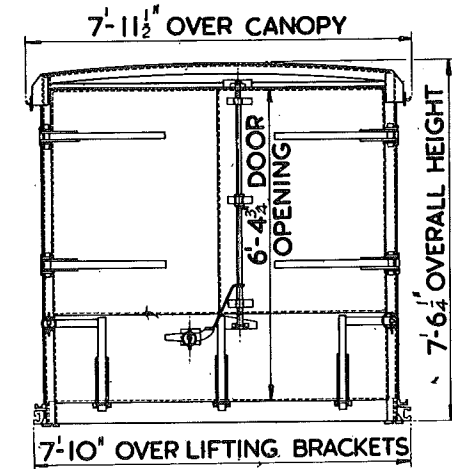 7'-11½" OVER CANOPY
6'-4¾" DOOR
OPENING
7'-6¼" OVERALL HEIGHT
7'-10" OVER LIFTING BRACKETS